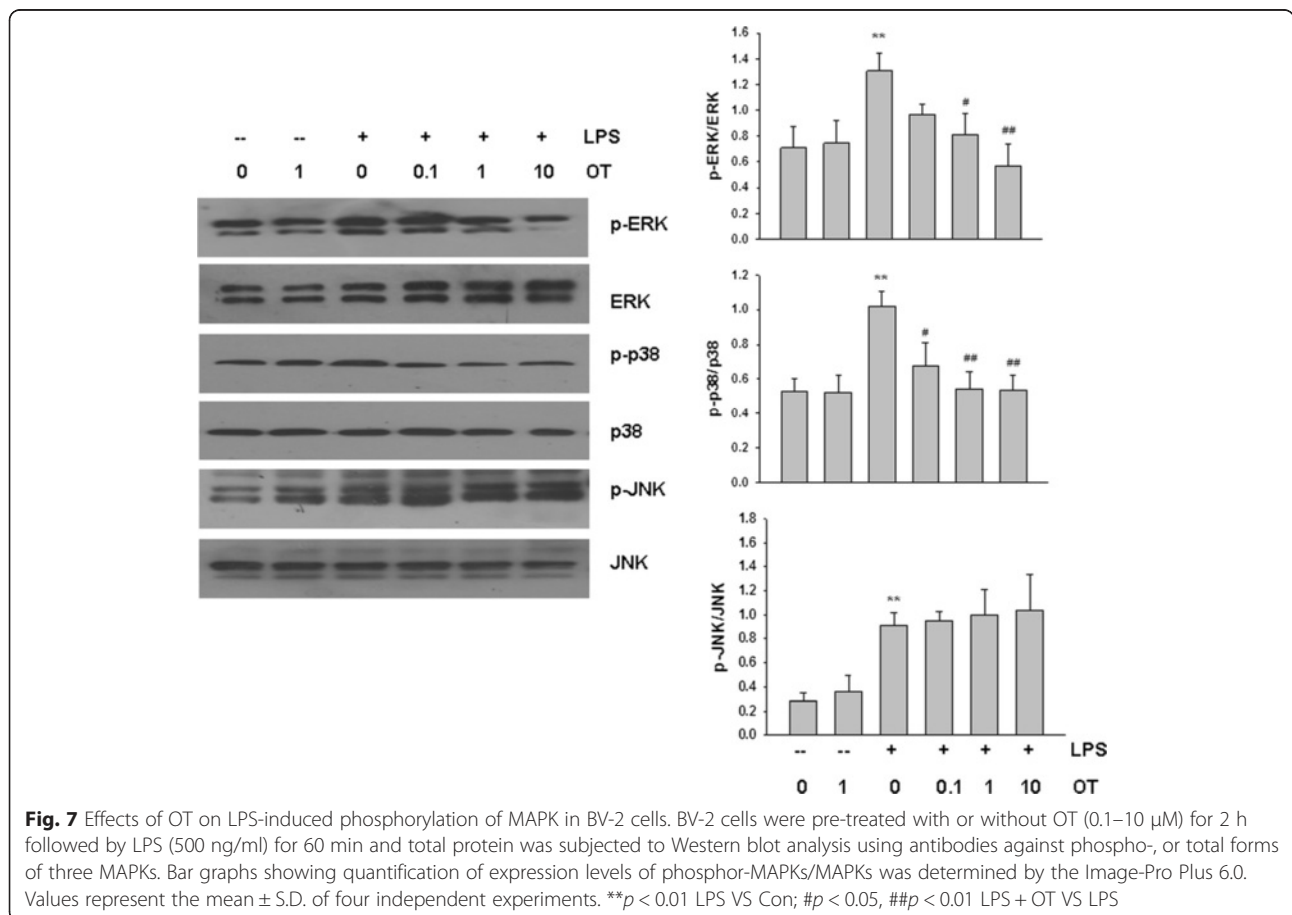 -- -- + + + + LPS
0 1 0 0.1 1 10 OT
p-ERK
ERK
p-p38
p38
p-JNK
JNK
p-ERK/ERK
1.6
1.4
1.2
1.0
0.8
0.6
0.4
0.2
0.0
**
#
##
p-p38/p38
1.2
1.0
0.8
0.6
0.4
0.2
0.0
**
#
##
##
p-JNK/JNK
1.8
1.6
1.4
1.2
1.0
0.8
0.6
0.4
0.2
0.0
**
-- -- + + + + LPS
0 1 0 0.1 1 10 OT
Fig. 7 Effects of OT on LPS-induced phosphorylation of MAPK in BV-2 cells. BV-2 cells were pre-treated with or without OT (0.1–10 μM) for 2 h
followed by LPS (500 ng/ml) for 60 min and total protein was subjected to Western blot analysis using antibodies against phospho-, or total forms
of three MAPKs. Bar graphs showing quantification of expression levels of phosphor-MAPKs/MAPKs was determined by the Image-Pro Plus 6.0.
Values represent the mean ± S.D. of four independent experiments. **p < 0.01 LPS VS Con; #p < 0.05, ##p < 0.01 LPS + OT VS LPS